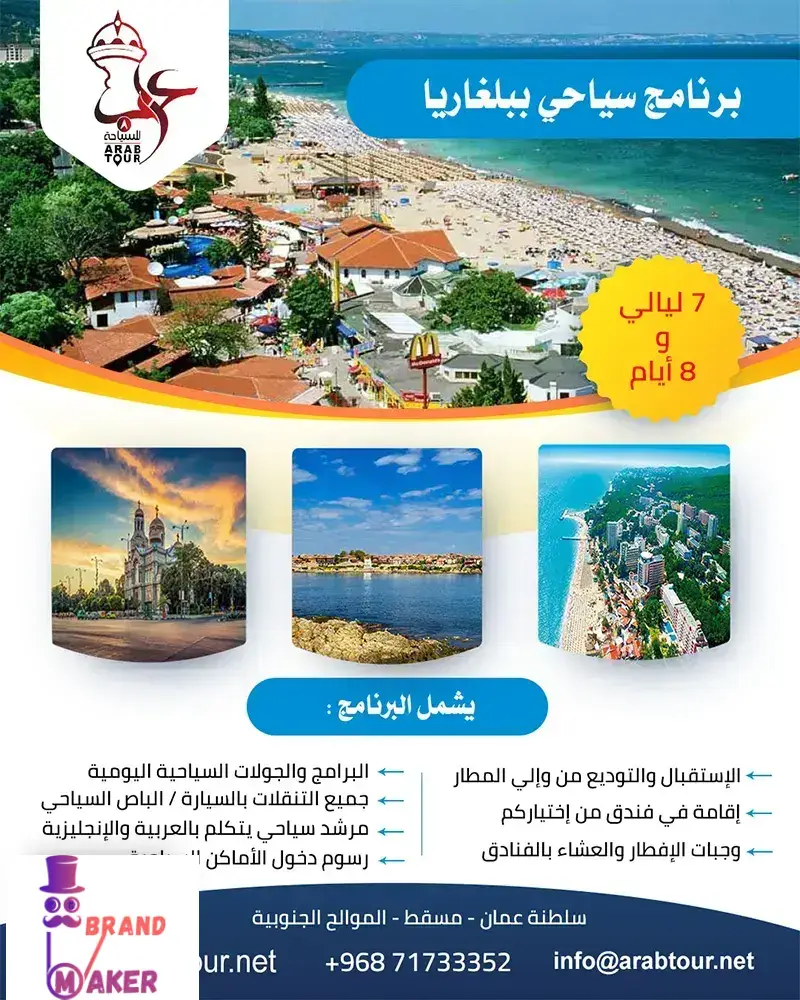 عرب
٨
للسياحة
ARAB
TOUR
برنامج سياحي ببلغاريا
7 ليالي
و
8 أيام
McDonald's
يشمل البرنامج :
الإستقبال والتوديع من وإلي المطار
إقامة في فندق من إختياركم
وجبات الإفطار والعشاء بالفنادق
البرامج والجولات السياحية اليومية
جميع التنقلات بالسيارة / الباص السياحي
مرشد سياحي يتكلم بالعربية والإنجليزية
رسوم دخول الأماكن
سلطنة عمان - مسقط - الموالح الجنوبية
our.net
+968 71733352
info@arabtour.net
BRAND
MAKER